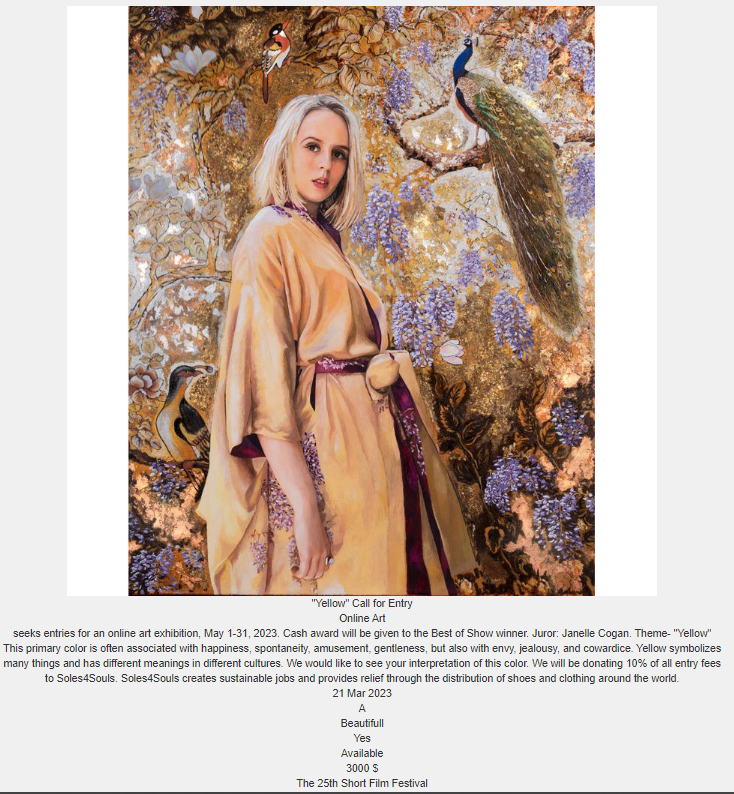 "Yellow" Call for Entry
Online Art
seeks entries for an online art exhibition, May 1-31, 2023. Cash award will be given to the Best of Show winner. Juror: Janelle Cogan. Theme- "Yellow"
This primary color is often associated with happiness, spontaneity, amusement, gentleness, but also with envy, jealousy, and cowardice. Yellow symbolizes
many things and has different meanings in different cultures. We would like to see your interpretation of this color. We will be donating 10% of all entry fees
to Soles4Souls. Soles4Souls creates sustainable jobs and provides relief through the distribution of shoes and clothing around the world.
21 Mar 2023
A
Beautifull
Yes
Available
3000 $
The 25th Short Film Festival